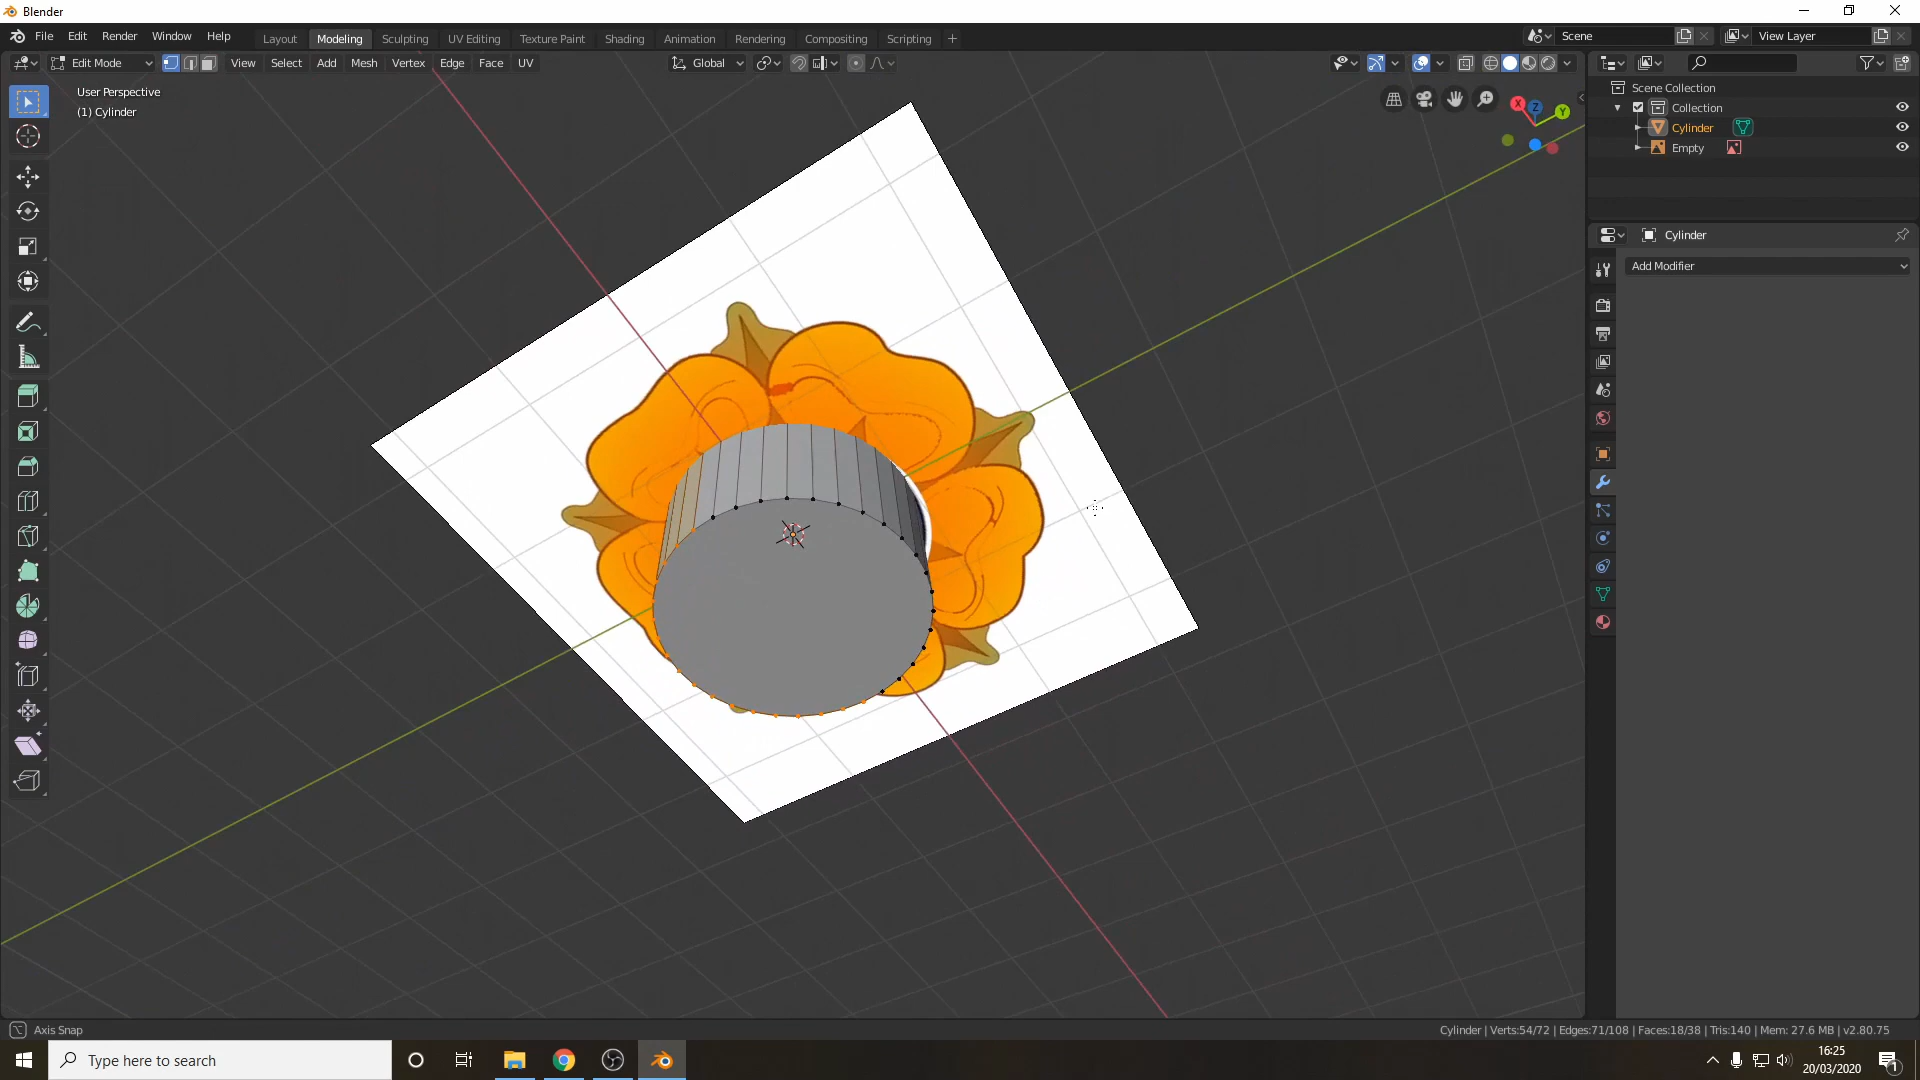 Blender
File Edit Render Window Help
Layout Modeling Sculpting UV Editing Texture Paint Shading Animation Rendering Compositing Scripting +
Scene
View Layer
Edit Mode
View Select Add Mesh Vertex Edge Face UV
Global
User Perspective
(1) Cylinder
X
Z
Y
Scene Collection
Collection
Cylinder
Empty
Cylinder
Add Modifier
Axis Snap
Cylinder | Verts:54/72 | Edges:71/108 | Faces:18/38 | Tris:140 | Mem: 27.6 MB | v2.80.75
Type here to search
16:25
20/03/2020
1